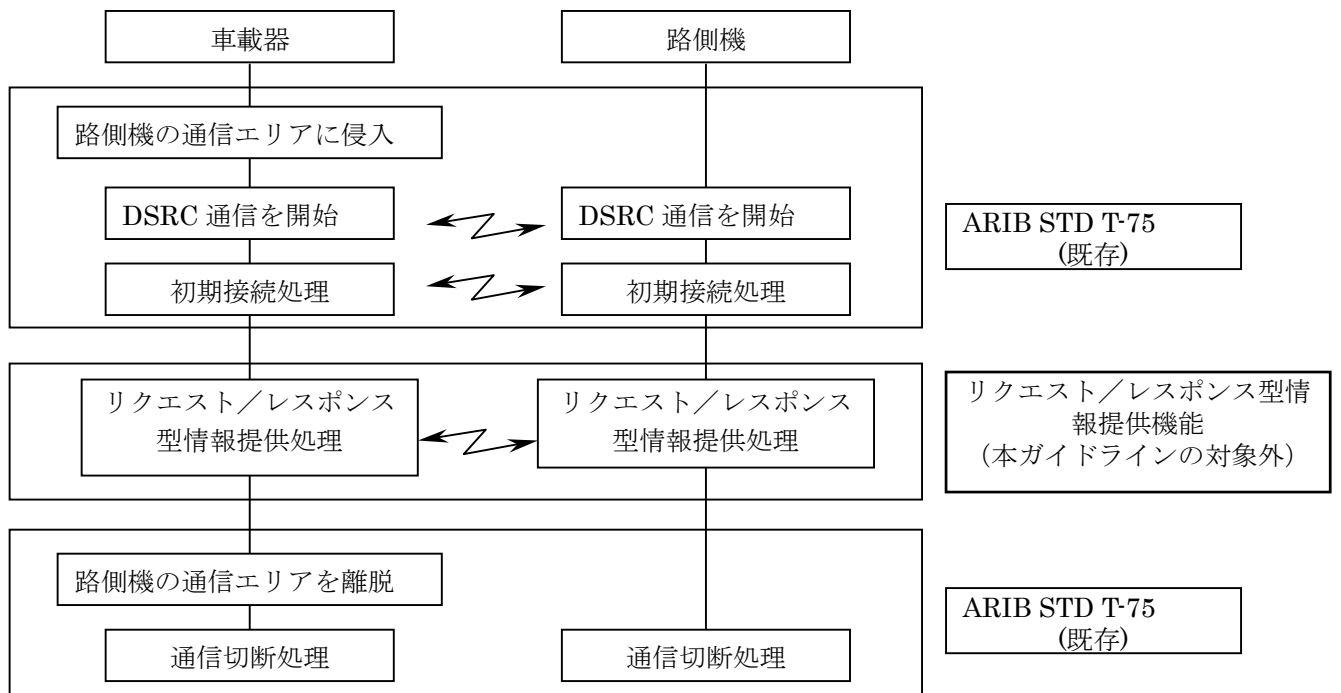 車載器
路側機
路側機の通信エリアに侵入
DSRC 通信を開始
DSRC 通信を開始
ARIB STD T-75
(既存)
初期接続処理
初期接続処理
リクエスト／レスポンス
型情報提供処理
リクエスト／レスポンス
型情報提供処理
リクエスト／レスポンス型情
報提供機能
（本ガイドラインの対象外）
路側機の通信エリアを離脱
通信切断処理
通信切断処理
ARIB STD T-75
(既存)